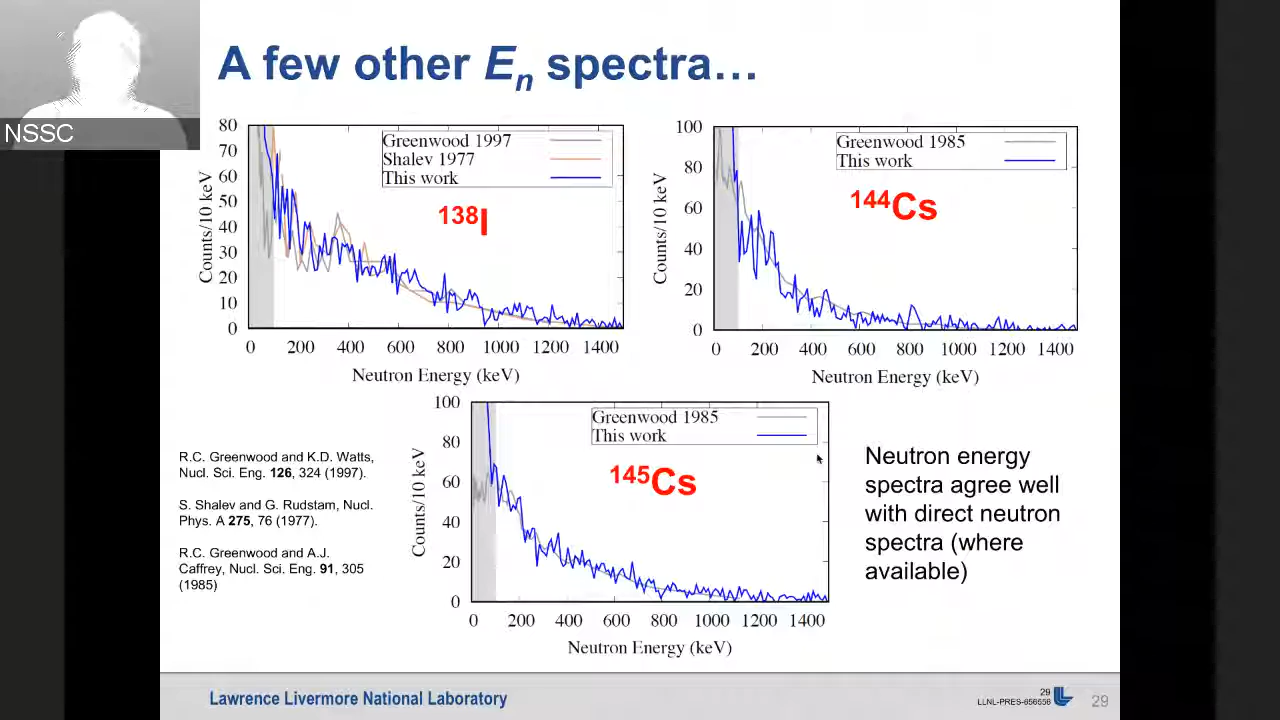 NSSC
A few other En spectra…
80
70
60
50
40
30
20
10
0
Counts/10 keV
Greenwood 1997
Shalev 1977
This work
138I
0 200 400 600 800 1000 1200 1400
Neutron Energy (keV)
100
80
60
40
20
0
Counts/10 keV
Greenwood 1985
This work
144Cs
0 200 400 600 800 1000 1200 1400
Neutron Energy (keV)
100
80
60
40
20
0
Counts/10 keV
Greenwood 1985
This work
145Cs
0 200 400 600 800 1000 1200 1400
Neutron Energy (keV)
R.C. Greenwood and K.D. Watts,
Nucl. Sci. Eng. 126, 324 (1997).
S. Shalev and G. Rudstam, Nucl.
Phys. A 275, 76 (1977).
R.C. Greenwood and A.J.
Caffrey, Nucl. Sci. Eng. 91, 305
(1985)
Neutron energy
spectra agree well
with direct neutron
spectra (where
available)
Lawrence Livermore National Laboratory
29
LLNL-PRES-856556
29